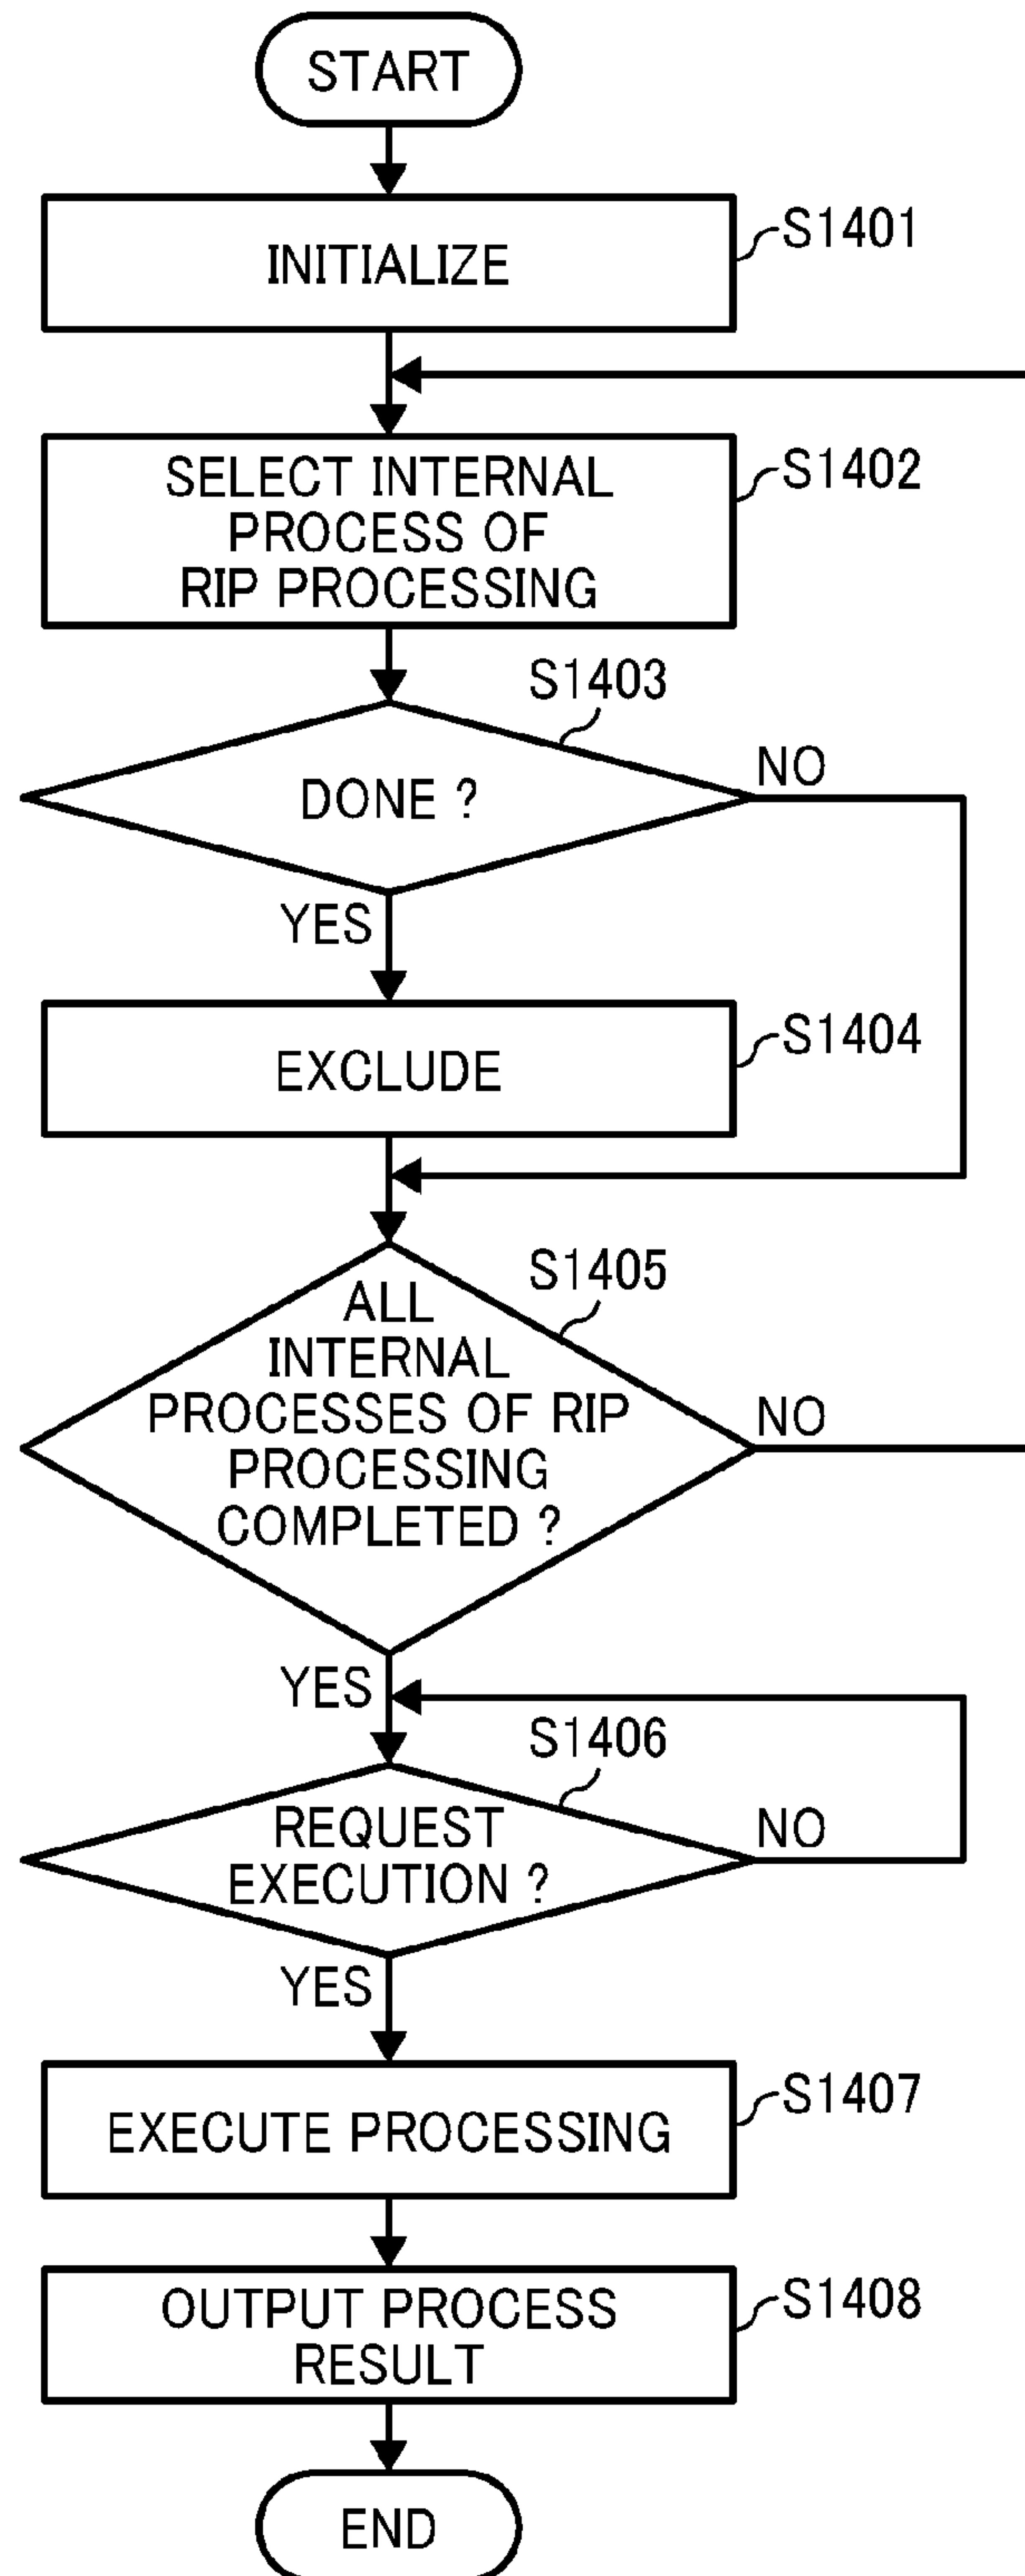 START
INITIALIZE
S1401
SELECT INTERNAL
PROCESS OF
RIP PROCESSING
S1402
S1403
DONE ?
NO
YES
EXCLUDE
S1404
S1405
ALL
INTERNAL
PROCESSES OF RIP
PROCESSING
COMPLETED ?
NO
YES
S1406
REQUEST
EXECUTION ?
NO
YES
EXECUTE PROCESSING
S1407
OUTPUT PROCESS
RESULT
S1408
END